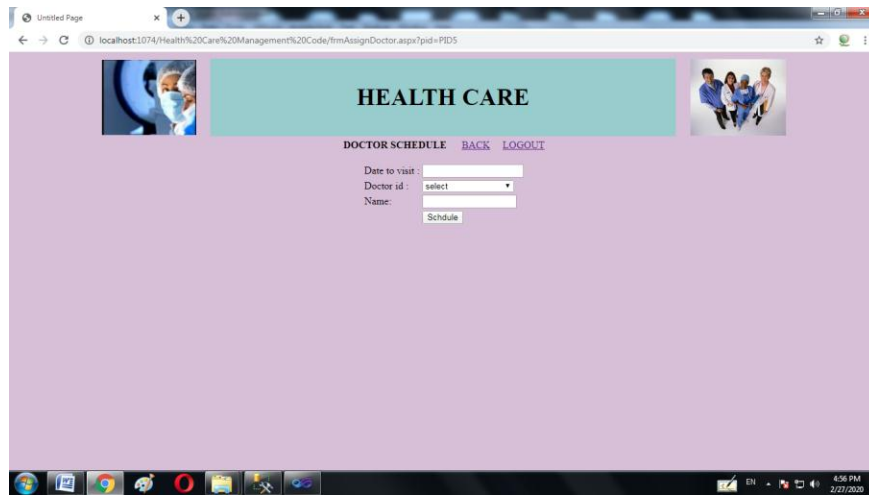 Untitled Page
localhost:1074/Health%20Care%20Management%20Code/frmAssignDoctor.aspx?pid=PID5
HEALTH CARE
DOCTOR SCHEDULE BACK LOGOUT
Date to visit :
Doctor id : select
Name:
Schdule
EN
4:56 PM
2/27/2020